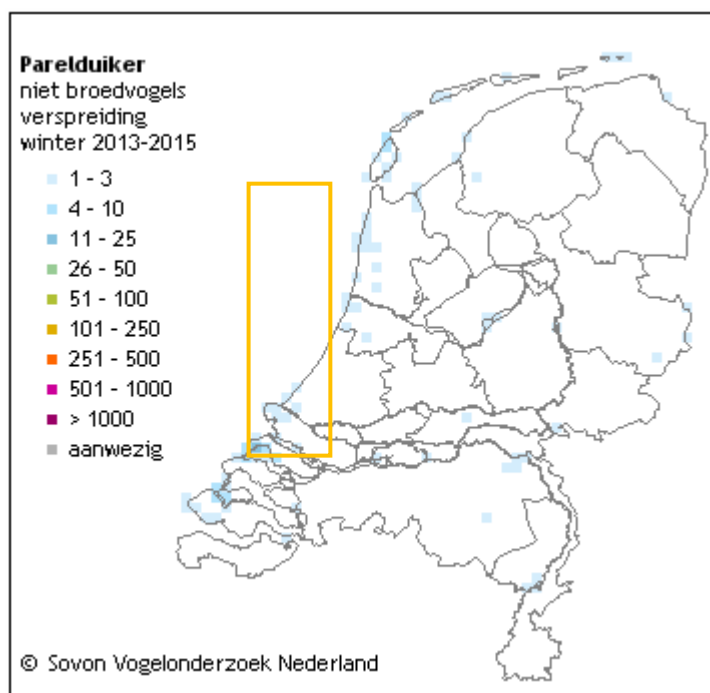 Parelduiker
niet broedvogels
verspreiding
winter 2013-2015
1 - 3
4 - 10
11 - 25
26 - 50
51 - 100
101 - 250
251 - 500
501 - 1000
> 1000
aanwezig
© Sovon Vogelonderzoek Nederland